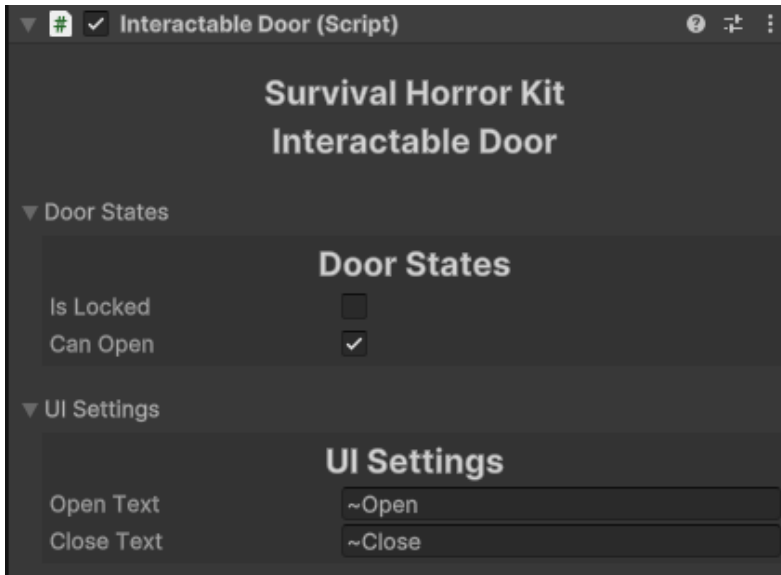 Interactable Door (Script)
Survival Horror Kit
Interactable Door
Door States
Door States
Is Locked
Can Open
UI Settings
UI Settings
Open Text ~Open
Close Text ~Close